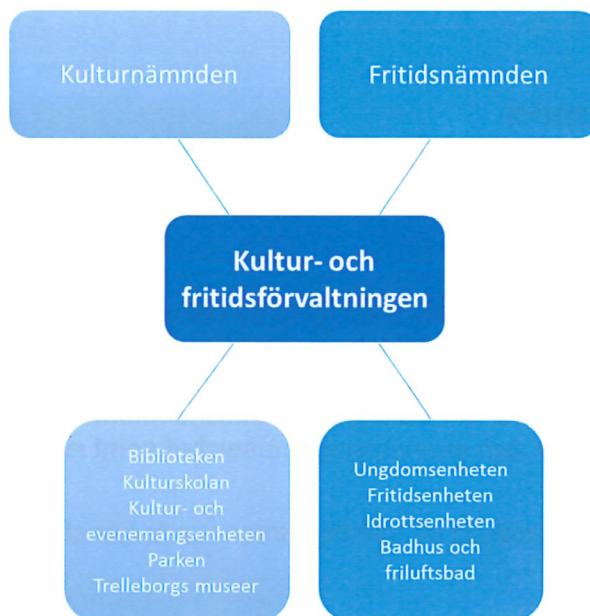 Kulturnämnden
Fritidsnämnden
Kultur- och
fritidsförvaltningen
Biblioteken
Kulturskolan
Kultur- och
evenemangsenheten
Parken
Trelleborgs museer
Ungdomsenheten
Fritidsenheten
Idrottsenheten
Badhus och
friluftsbad